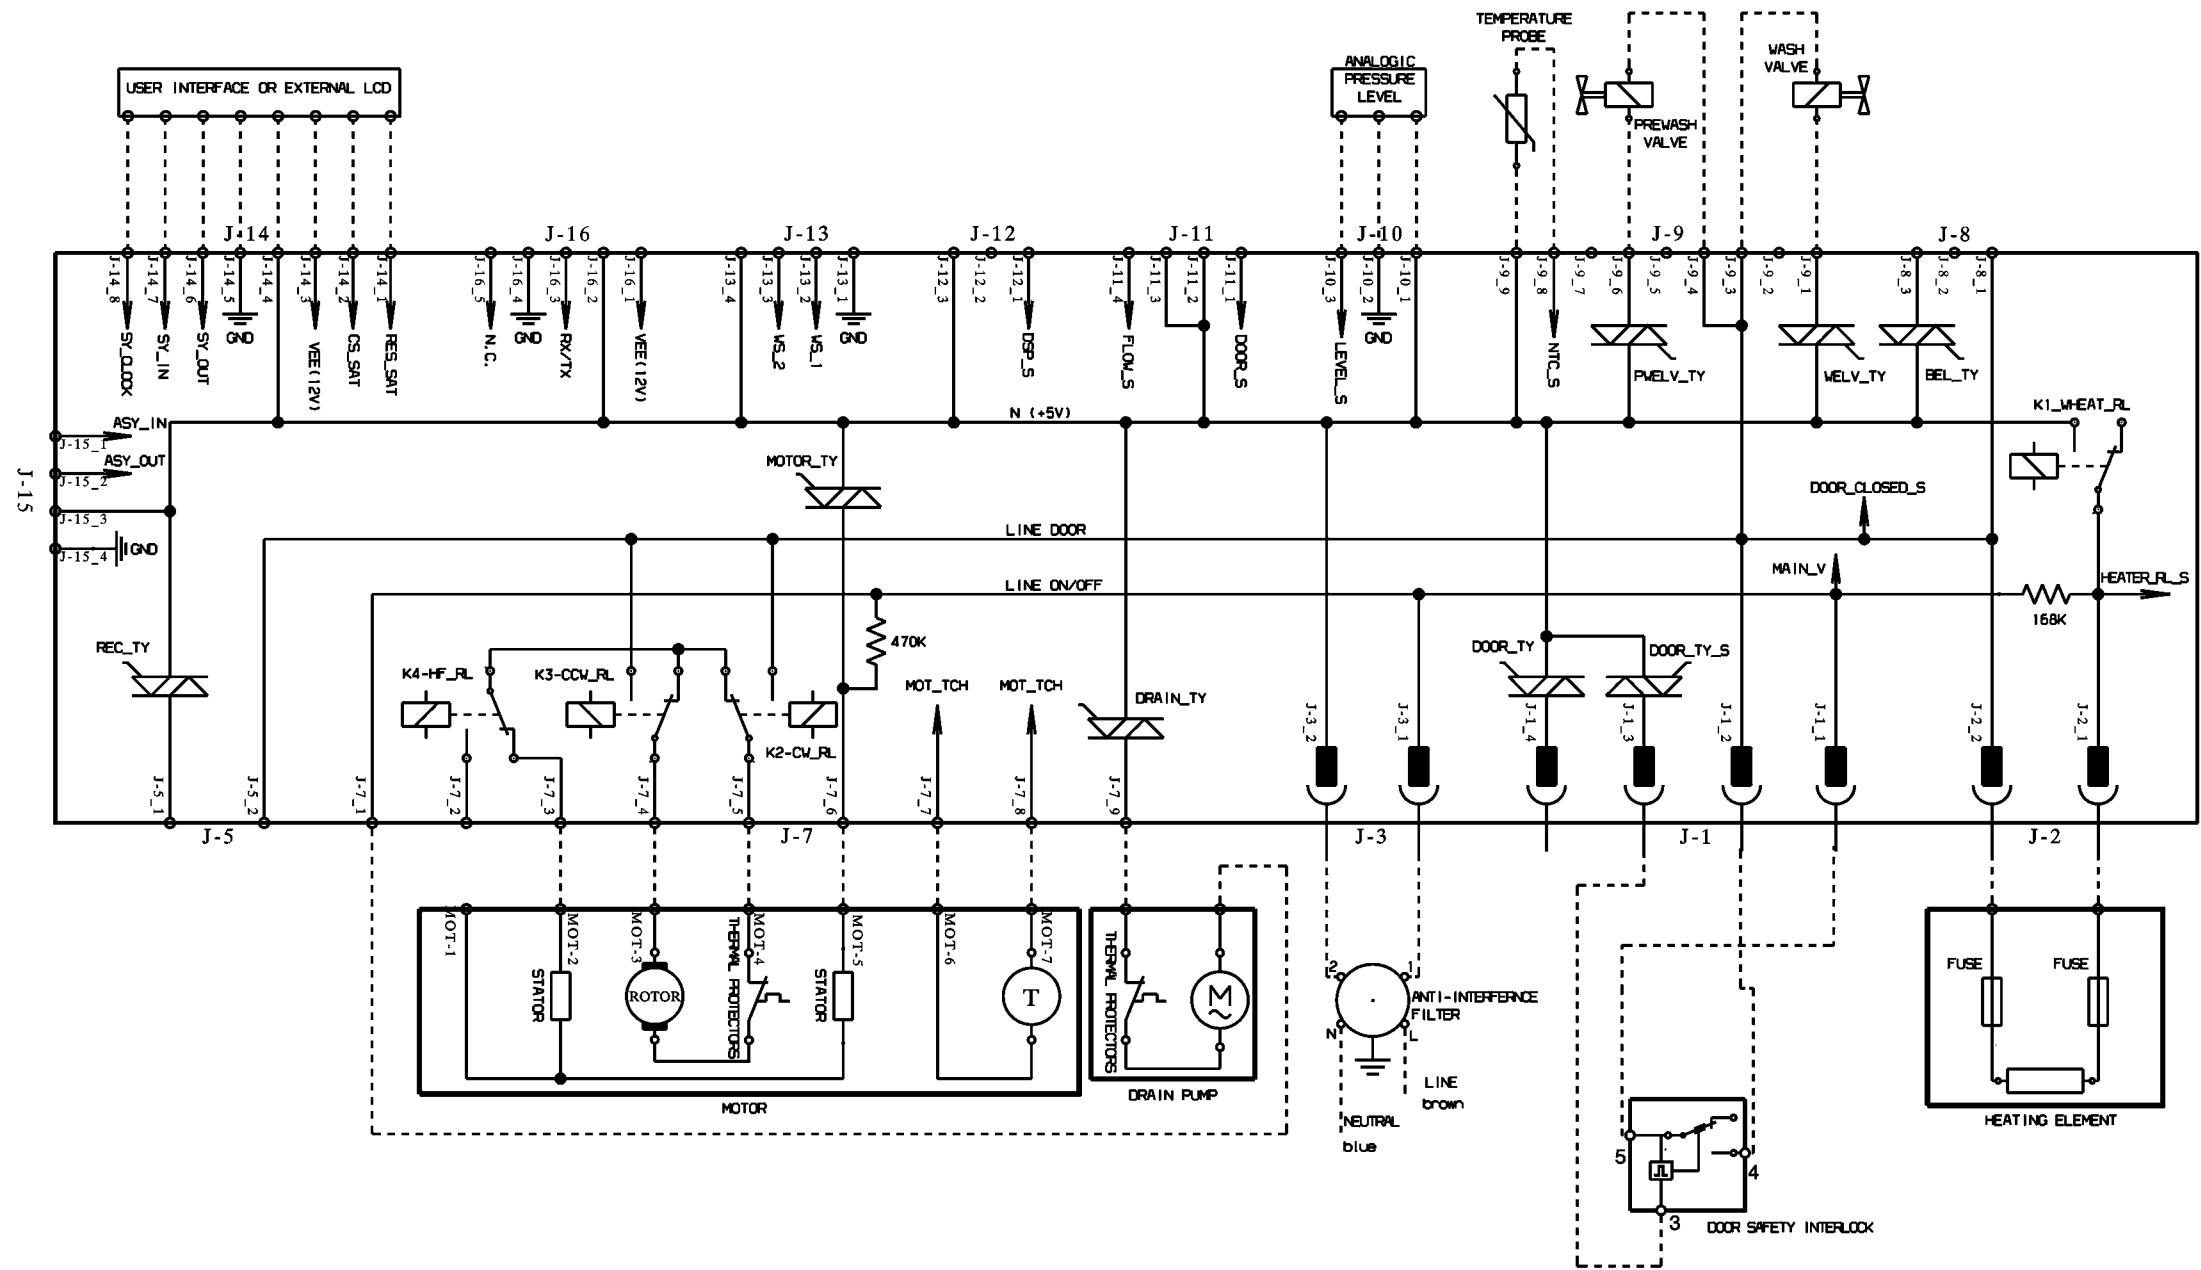 TEMPERATURE
PROBE
WASH
VALVE
ANALOGIC
PRESSURE
LEVEL
USER INTERFACE OR EXTERNAL LCD
PREWASH
VALVE
J-14
J-16
J-13
J-12
J-11
J-10
J-9
J-8
J-14_8
J-14_7
J-14_6
J-14_5
J-14_4
J-14_3
J-14_2
J-14_1
J-16_5
J-16_4
J-16_3
J-16_2
J-16_1
J-13_4
J-13_3
J-13_2
J-13_1
J-12_3
J-12_2
J-12_1
J-11_4
J-11_3
J-11_2
J-11_1
J-10_3
J-10_2
J-10_1
J-9_9
J-9_8
J-9_7
J-9_6
J-9_5
J-9_4
J-9_3
J-9_2
J-9_1
J-8_3
J-8_2
J-8_1
SY_CLOCK
SY_IN
SY_OUT
GND
VEE(12V)
CS_SAT
RES_SAT
N.C.
GND
RX/TX
VEE(12V)
WS_2
WS_1
GND
DSP_S
FLOW_S
DOOR_S
LEVEL_S
GND
NTC_S
PWELV_TY
WELV_TY
BEL_TY
K1_WHEAT_RL
N (+5V)
ASY_IN
J-15_1
ASY_OUT
J-15_2
J-15
J-15_3
J-15_4
GND
MOTOR_TY
DOOR_CLOSED_S
LINE DOOR
LINE ON/OFF
MAIN_V
HEATER_RL_S
168K
470K
REC_TY
K4-HF_RL
K3-CCW_RL
K2-CW_RL
MOT_TCH
MOT_TCH
DRAIN_TY
DOOR_TY
DOOR_TY_S
J-3_2
J-3_1
J-1_4
J-1_3
J-1_2
J-1_1
J-2_2
J-2_1
J-5_1
J-5_2
J-7_1
J-7_2
J-7_3
J-7_4
J-7_5
J-7_6
J-7_7
J-7_8
J-7_9
J-5
J-7
J-3
J-1
J-2
MOT-1
MOT-2
MOT-3
MOT-4
MOT-5
MOT-6
MOT-7
STATOR
ROTOR
THERMAL PROTECTORS
STATOR
T
THERMAL PROTECTORS
M
MOTOR
DRAIN PUMP
2
1
N
L
ANTI-INTERFERNCE
FILTER
LINE
brown
NEUTRAL
blue
FUSE
FUSE
HEATING ELEMENT
5
4
3
DOOR SAFETY INTERLOCK